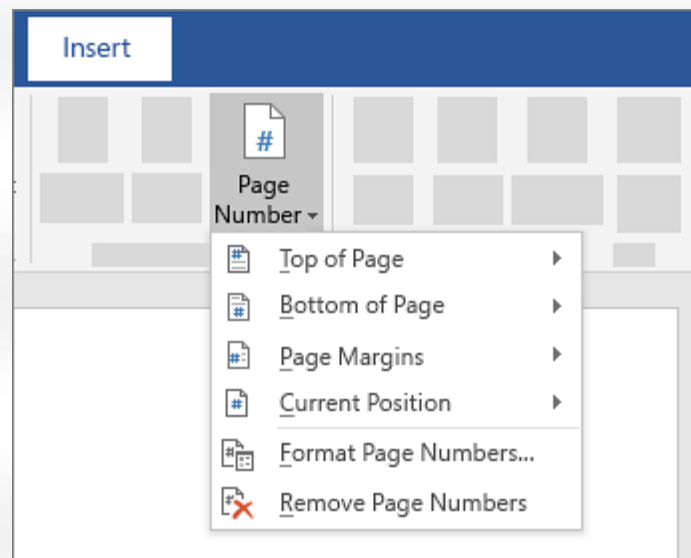 Insert
Page
Number
Top of Page
Bottom of Page
Page Margins
Current Position
Format Page Numbers...
Remove Page Numbers